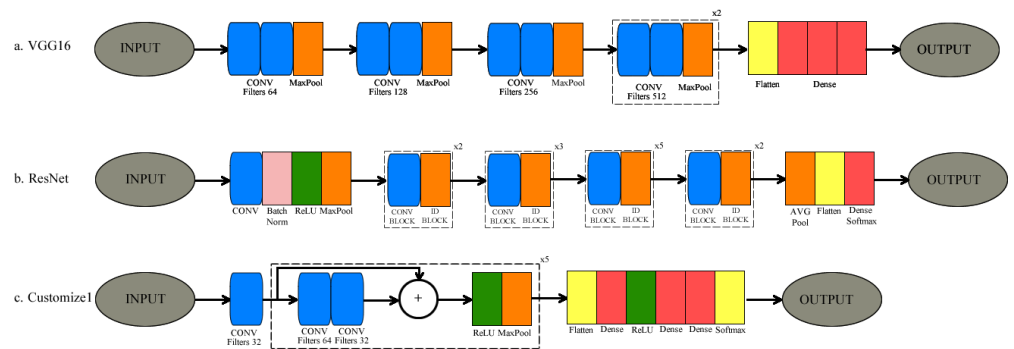 x2
a. VGG16
INPUT
OUTPUT
CONV
Filters 64
MaxPool
CONV
Filters 128
MaxPool
CONV
Filters 256
MaxPool
CONV
Filters 512
MaxPool
Flatten
Dense
x2
x3
x5
x2
b. ResNet
INPUT
OUTPUT
CONV
Batch
Norm
ReLU
MaxPool
CONV
BLOCK
ID
BLOCK
CONV
BLOCK
ID
BLOCK
CONV
BLOCK
ID
BLOCK
CONV
BLOCK
ID
BLOCK
AVG
Pool
Flatten
Dense
Softmax
x5
c. Customize1
INPUT
+
OUTPUT
CONV
Filters 32
CONV
Filters 64
CONV
Filters 32
ReLU
MaxPool
Flatten
Dense
ReLU
Dense
Dense
Softmax